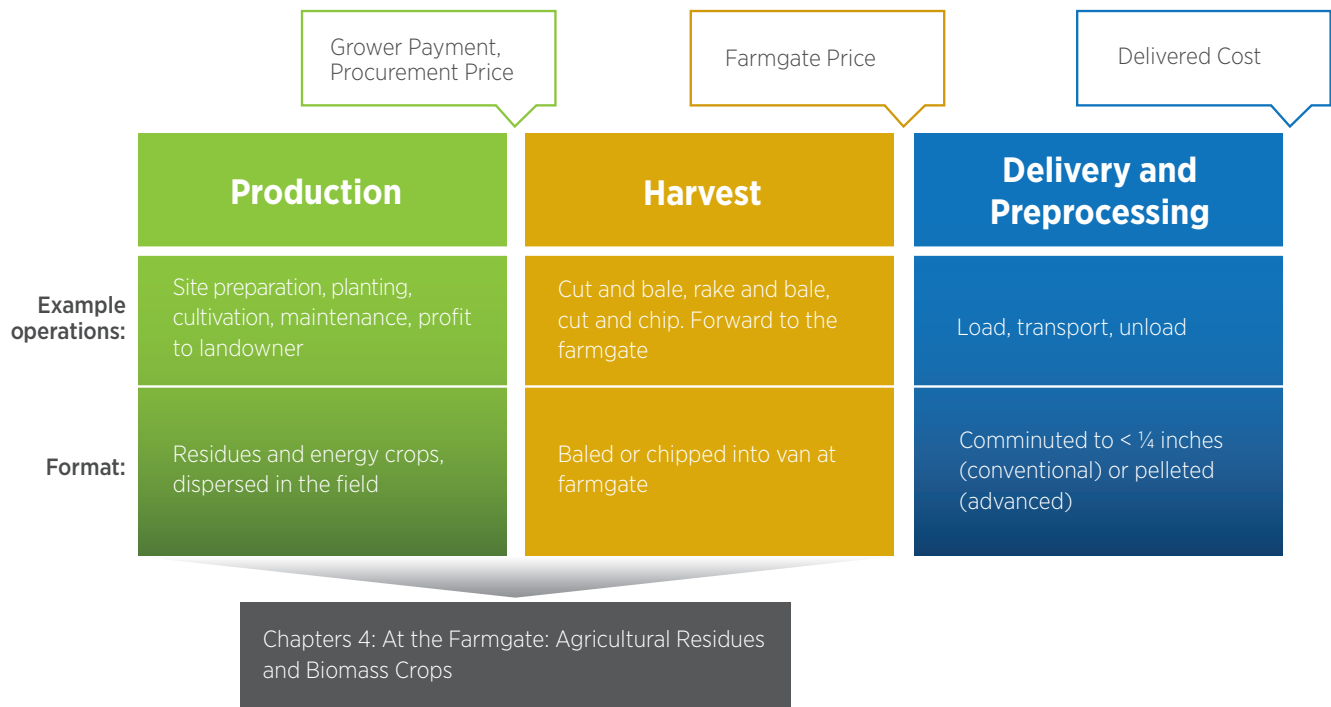 Grower Payment,
Procurement Price
Farmgate Price
Delivered Cost
Production
Harvest
Delivery and
Preprocessing
Example
operations:
Site preparation, planting,
cultivation, maintenance, profit
to landowner
Cut and bale, rake and bale,
cut and chip. Forward to the
farmgate
Load, transport, unload
Format:
Residues and energy crops,
dispersed in the field
Baled or chipped into van at
farmgate
Comminuted to < ¼ inches
(conventional) or pelleted
(advanced)
Chapters 4: At the Farmgate: Agricultural Residues
and Biomass Crops